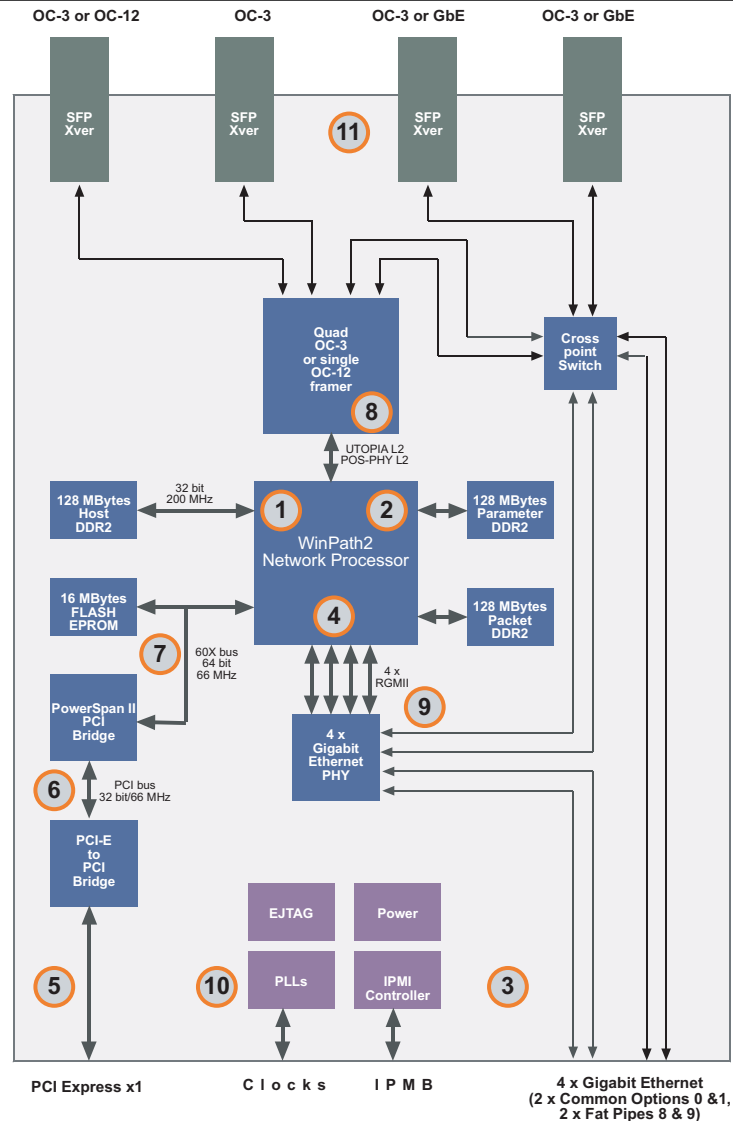 OC-3 or OC-12
OC-3
OC-3 or GbE
OC-3 or GbE
SFP
Xver
SFP
Xver
11
SFP
Xver
SFP
Xver
Quad
OC-3
or single
OC-12
framer
8
Cross
point
Switch
UTOPIA L2
POS-PHY L2
128 MBytes
Host
DDR2
32 bit
200 MHz
1
2
WinPath2
Network Processor
4
128 MBytes
Parameter
DDR2
16 MBytes
FLASH
EPROM
128 MBytes
Packet
DDR2
7
60X bus
64 bit
66 MHz
4 x
RGMII
9
PowerSpan II
PCI
Bridge
4 x
Gigabit
Ethernet
PHY
6
PCI bus
32 bit/66 MHz
PCI-E
to
PCI
Bridge
EJTAG
Power
5
10
PLLs
IPMI
Controller
3
PCI Express x1
Clocks
IPMB
4 x Gigabit Ethernet
(2 x Common Options 0 &1,
2 x Fat Pipes 8 & 9)